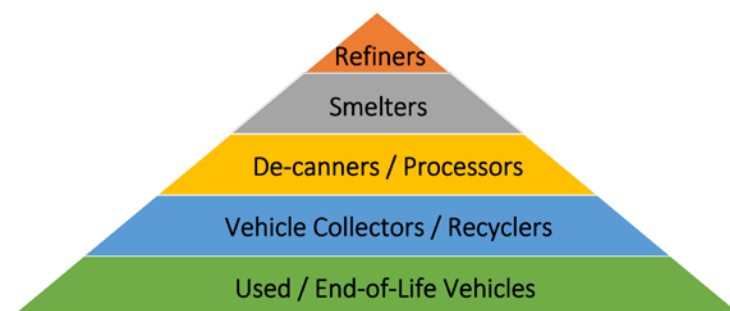 Refiners
Smelters
De-canners / Processors
Vehicle Collectors / Recyclers
Used / End-of-Life Vehicles